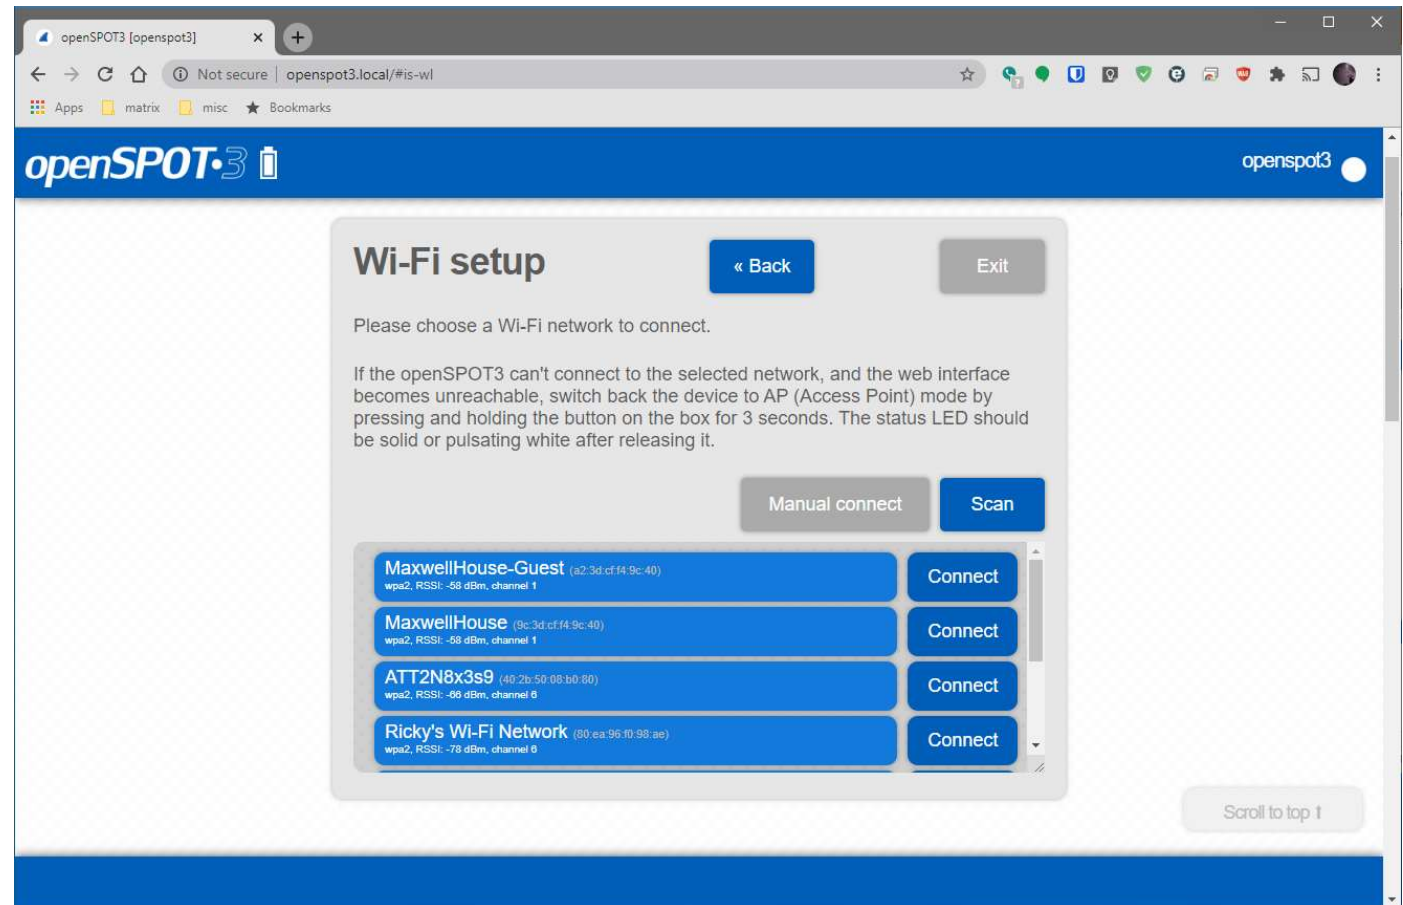 openSPOT3 [openspot3]
Not secure | openspot3.local/#is-wl
Apps matrix misc Bookmarks
openSPOT•3
openspot3
Wi-Fi setup
« Back
Exit
Please choose a Wi-Fi network to connect.
If the openSPOT3 can't connect to the selected network, and the web interface
becomes unreachable, switch back the device to AP (Access Point) mode by
pressing and holding the button on the box for 3 seconds. The status LED should
be solid or pulsating white after releasing it.
Manual connect
Scan
MaxwellHouse-Guest (a2:3d:cf:f4:9c:40)
wpa2, RSSI: -58 dBm, channel 1
Connect
MaxwellHouse (9c:3d:cf:f4:9c:40)
wpa2, RSSI: -58 dBm, channel 1
Connect
ATT2N8x3s9 (40:2b:50:08:b0:80)
wpa2, RSSI: -66 dBm, channel 6
Connect
Ricky's Wi-Fi Network (80:ea:96:f0:98:ae)
wpa2, RSSI: -78 dBm, channel 6
Connect
Scroll to top ⬆